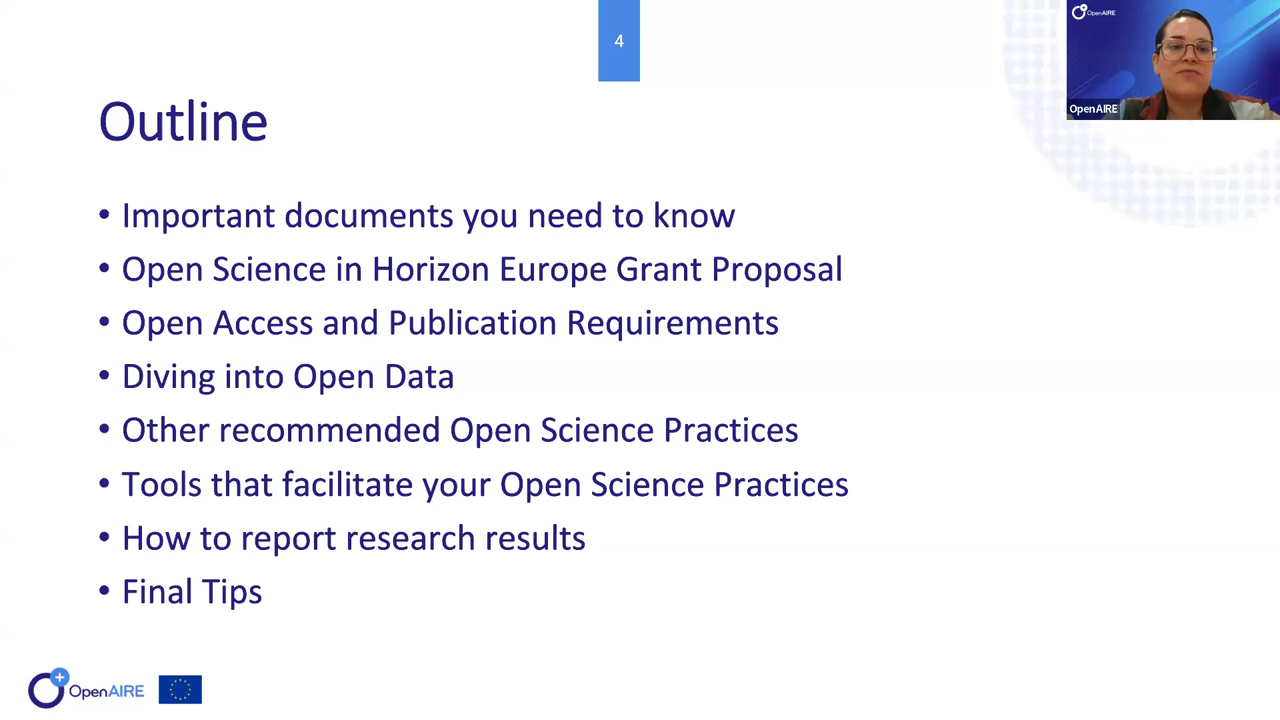 4
OpenAIRE
OpenAIRE
Outline
• Important documents you need to know
• Open Science in Horizon Europe Grant Proposal
• Open Access and Publication Requirements
• Diving into Open Data
• Other recommended Open Science Practices
• Tools that facilitate your Open Science Practices
• How to report research results
• Final Tips
OpenAIRE